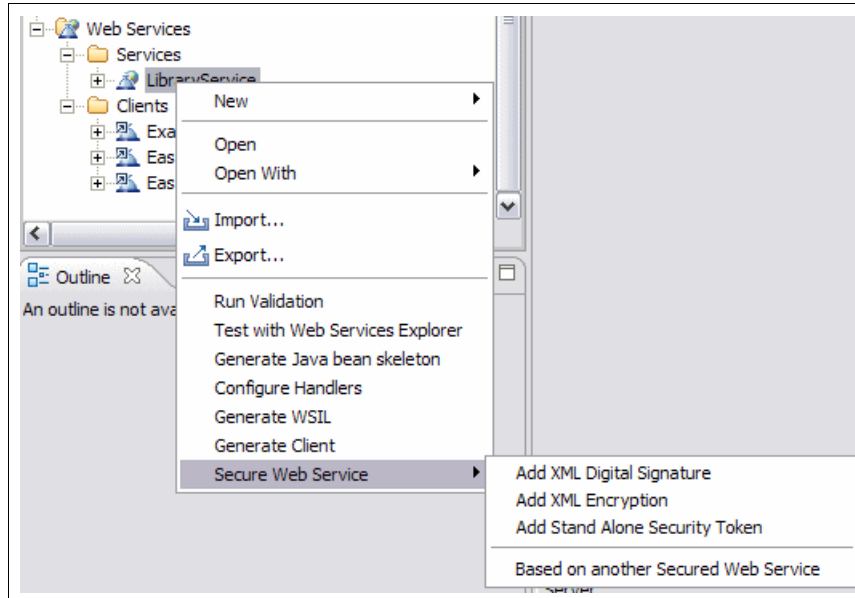 Web Services
Services
LibraryService
Clients
Exa
Eas
Eas
New
Open
Open With
Import...
Export...
Run Validation
Test with Web Services Explorer
Generate Java bean skeleton
Configure Handlers
Generate WSIL
Generate Client
Secure Web Service
Add XML Digital Signature
Add XML Encryption
Add Stand Alone Security Token
Based on another Secured Web Service
Outline
An outline is not ava
Server